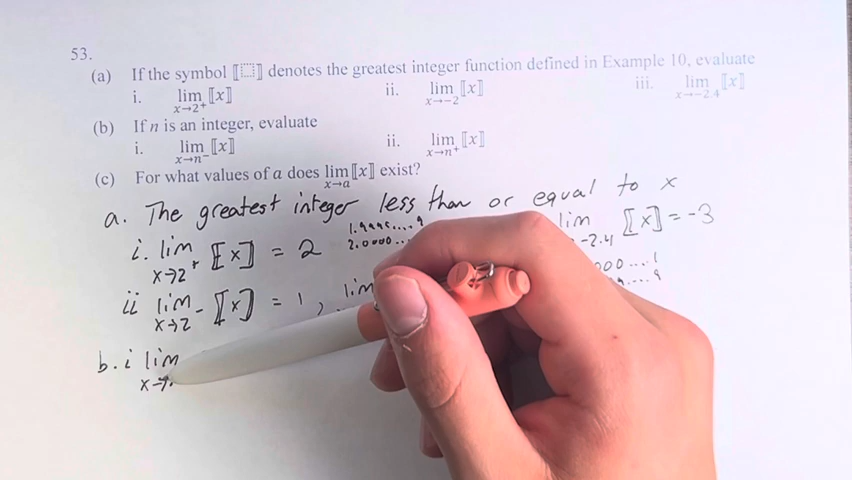 53.
(a) If the symbol ⟦⬚⟧ denotes the greatest integer function defined in Example 10, evaluate
i. lim x→2⁺ ⟦x⟧ ii. lim x→−2 ⟦x⟧ iii. lim x→−2.4 ⟦x⟧
(b) If n is an integer, evaluate
i. lim x→n⁻ ⟦x⟧ ii. lim x→n⁺ ⟦x⟧
(c) For what values of a does lim x→a ⟦x⟧ exist?
a. The greatest integer less than or equal to x
i. lim x→2⁺ ⟦x⟧ = 2 2.0000... lim -2.4 ⟦x⟧ = -3
ii lim x→2 - ⟦x⟧ = 1 , lim
b. i lim x→